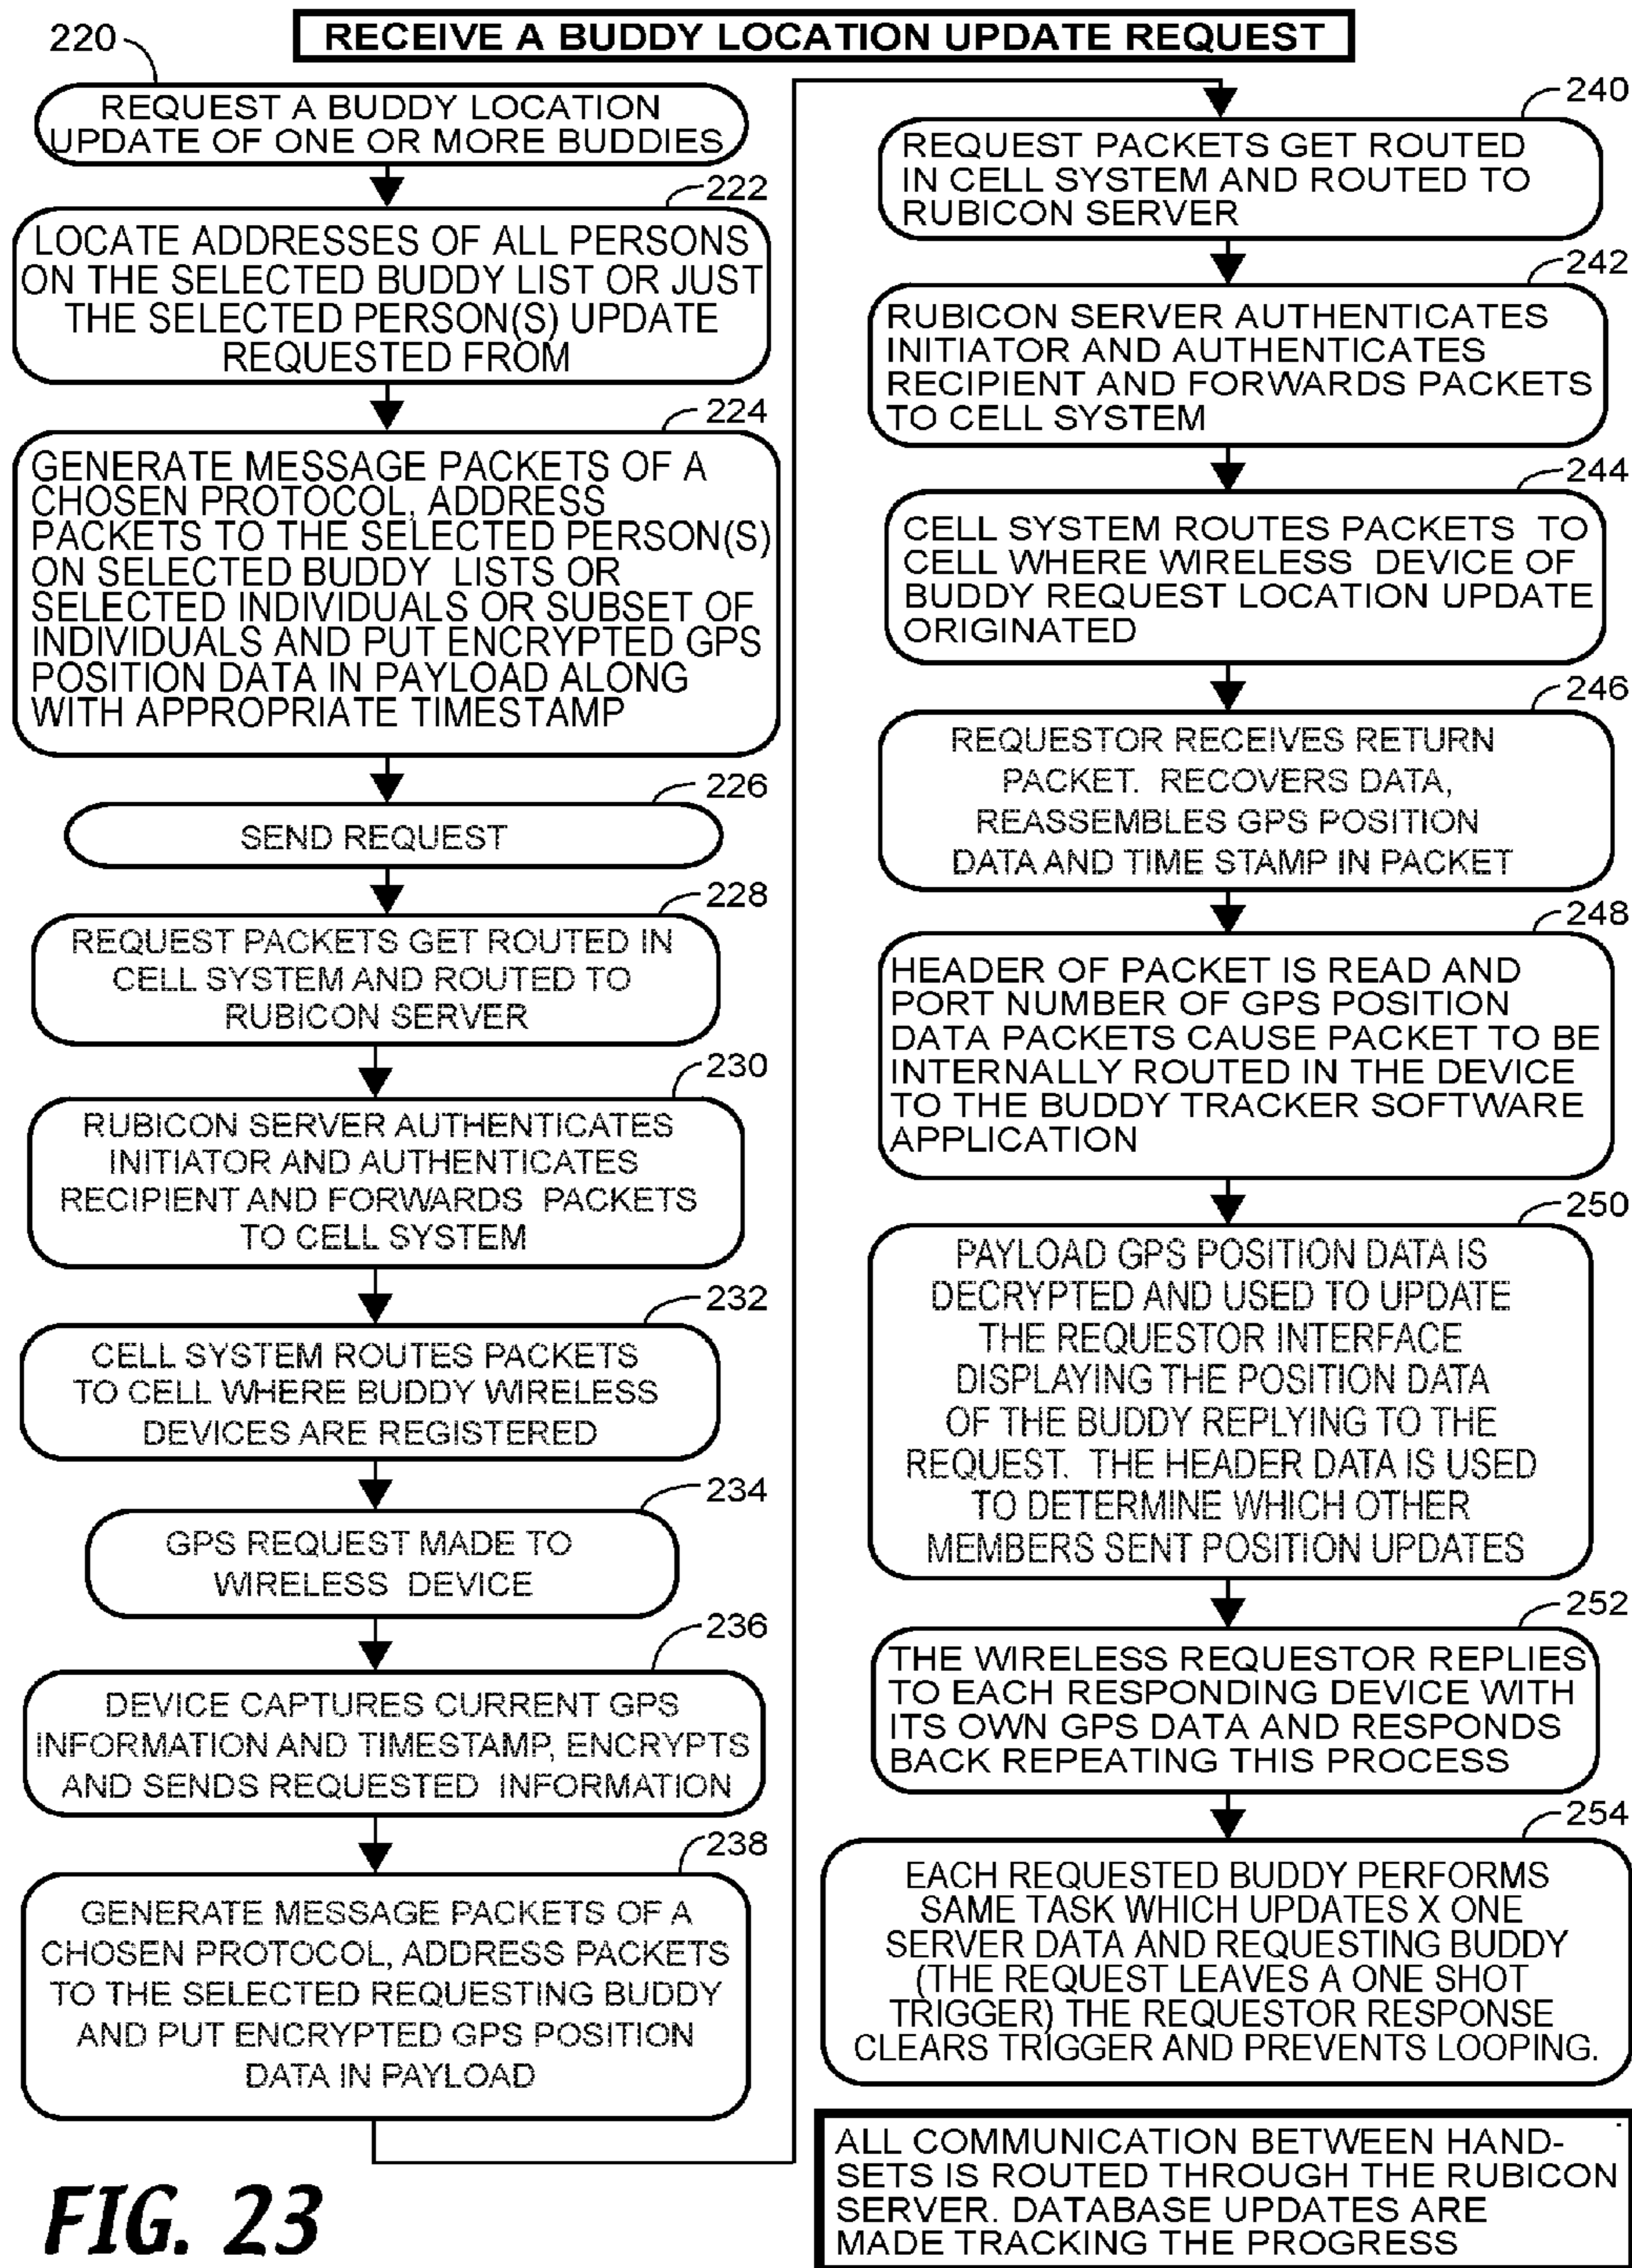 RECEIVE A BUDDY LOCATION UPDATE REQUEST
220
REQUEST A BUDDY LOCATION
UPDATE OF ONE OR MORE BUDDIES
222
LOCATE ADDRESSES OF ALL PERSONS
ON THE SELECTED BUDDY LIST OR JUST
THE SELECTED PERSON(S) UPDATE
REQUESTED FROM
224
GENERATE MESSAGE PACKETS OF A
CHOSEN PROTOCOL, ADDRESS
PACKETS TO THE SELECTED PERSON(S)
ON SELECTED BUDDY LISTS OR
SELECTED INDIVIDUALS OR SUBSET OF
INDIVIDUALS AND PUT ENCRYPTED GPS
POSITION DATA IN PAYLOAD ALONG
WITH APPROPRIATE TIMESTAMP
226
SEND REQUEST
228
REQUEST PACKETS GET ROUTED IN
CELL SYSTEM AND ROUTED TO
RUBICON SERVER
230
RUBICON SERVER AUTHENTICATES
INITIATOR AND AUTHENTICATES
RECIPIENT AND FORWARDS PACKETS
TO CELL SYSTEM
232
CELL SYSTEM ROUTES PACKETS
TO CELL WHERE BUDDY WIRELESS
DEVICES ARE REGISTERED
234
GPS REQUEST MADE TO
WIRELESS DEVICE
236
DEVICE CAPTURES CURRENT GPS
INFORMATION AND TIMESTAMP, ENCRYPTS
AND SENDS REQUESTED INFORMATION
238
GENERATE MESSAGE PACKETS OF A
CHOSEN PROTOCOL, ADDRESS PACKETS
TO THE SELECTED REQUESTING BUDDY
AND PUT ENCRYPTED GPS POSITION
DATA IN PAYLOAD
240
REQUEST PACKETS GET ROUTED
IN CELL SYSTEM AND ROUTED TO
RUBICON SERVER
242
RUBICON SERVER AUTHENTICATES
INITIATOR AND AUTHENTICATES
RECIPIENT AND FORWARDS PACKETS
TO CELL SYSTEM
244
CELL SYSTEM ROUTES PACKETS TO
CELL WHERE WIRELESS DEVICE OF
BUDDY REQUEST LOCATION UPDATE
ORIGINATED
246
REQUESTOR RECEIVES RETURN
PACKET. RECOVERS DATA,
REASSEMBLES GPS POSITION
DATA AND TIME STAMP IN PACKET
248
HEADER OF PACKET IS READ AND
PORT NUMBER OF GPS POSITION
DATA PACKETS CAUSE PACKET TO BE
INTERNALLY ROUTED IN THE DEVICE
TO THE BUDDY TRACKER SOFTWARE
APPLICATION
250
PAYLOAD GPS POSITION DATA IS
DECRYPTED AND USED TO UPDATE
THE REQUESTOR INTERFACE
DISPLAYING THE POSITION DATA
OF THE BUDDY REPLYING TO THE
REQUEST. THE HEADER DATA IS USED
TO DETERMINE WHICH OTHER
MEMBERS SENT POSITION UPDATES
252
THE WIRELESS REQUESTOR REPLIES
TO EACH RESPONDING DEVICE WITH
ITS OWN GPS DATA AND RESPONDS
BACK REPEATING THIS PROCESS
254
EACH REQUESTED BUDDY PERFORMS
SAME TASK WHICH UPDATES X ONE
SERVER DATA AND REQUESTING BUDDY
(THE REQUEST LEAVES A ONE SHOT
TRIGGER) THE REQUESTOR RESPONSE
CLEARS TRIGGER AND PREVENTS LOOPING.
ALL COMMUNICATION BETWEEN HAND-
SETS IS ROUTED THROUGH THE RUBICON
SERVER. DATABASE UPDATES ARE
MADE TRACKING THE PROGRESS
FIG. 23